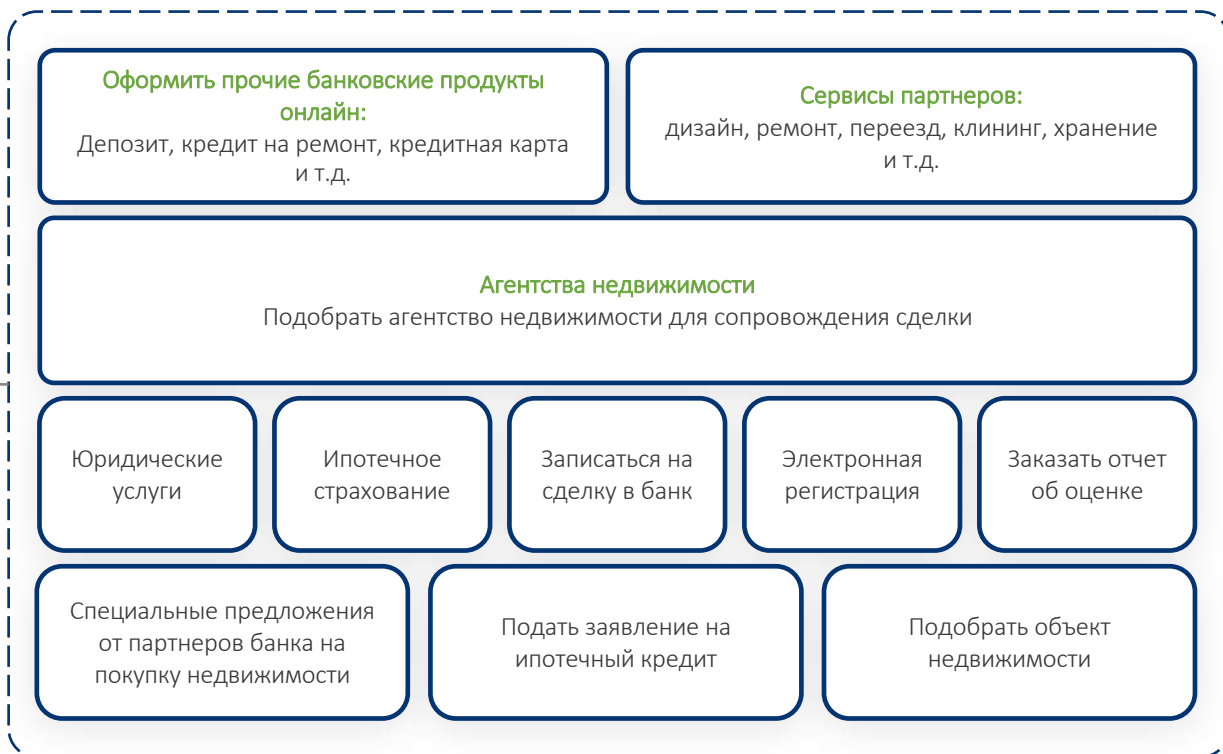 Оформить прочие банковские продукты
онлайн:
Депозит, кредит на ремонт, кредитная карта
и т.д.
Сервисы партнеров:
дизайн, ремонт, переезд, клининг, хранение
и т.д.
Агентства недвижимости
Подобрать агентство недвижимости для сопровождения сделки
Юридические
услуги
Ипотечное
страхование
Записаться на
сделку в банк
Электронная
регистрация
Заказать отчет
об оценке
Специальные предложения
от партнеров банка на
покупку недвижимости
Подать заявление на
ипотечный кредит
Подобрать объект
недвижимости